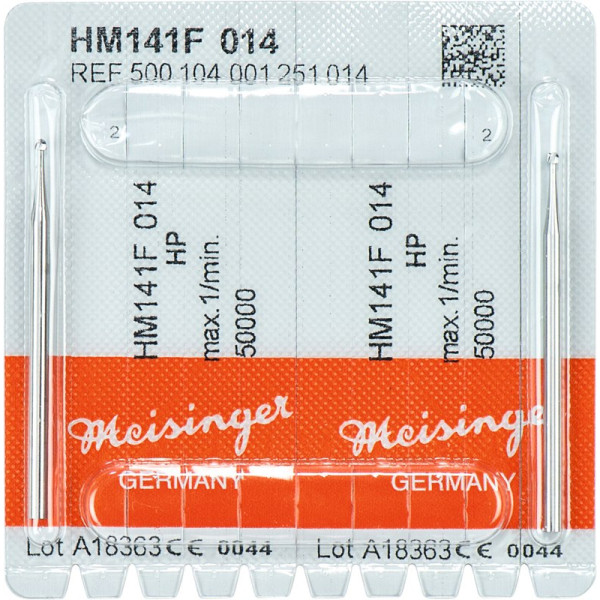 HM141F 014
REF 500 104 001 251 014
2
2
HM141F 014
HP
max.1/min.
50000
HM141F 014
HP
max.1/min.
50000
Meisinger
GERMANY
Meisinge
GERMANY
Lot A18363 CE 0044
Lot A18363 CE 0044